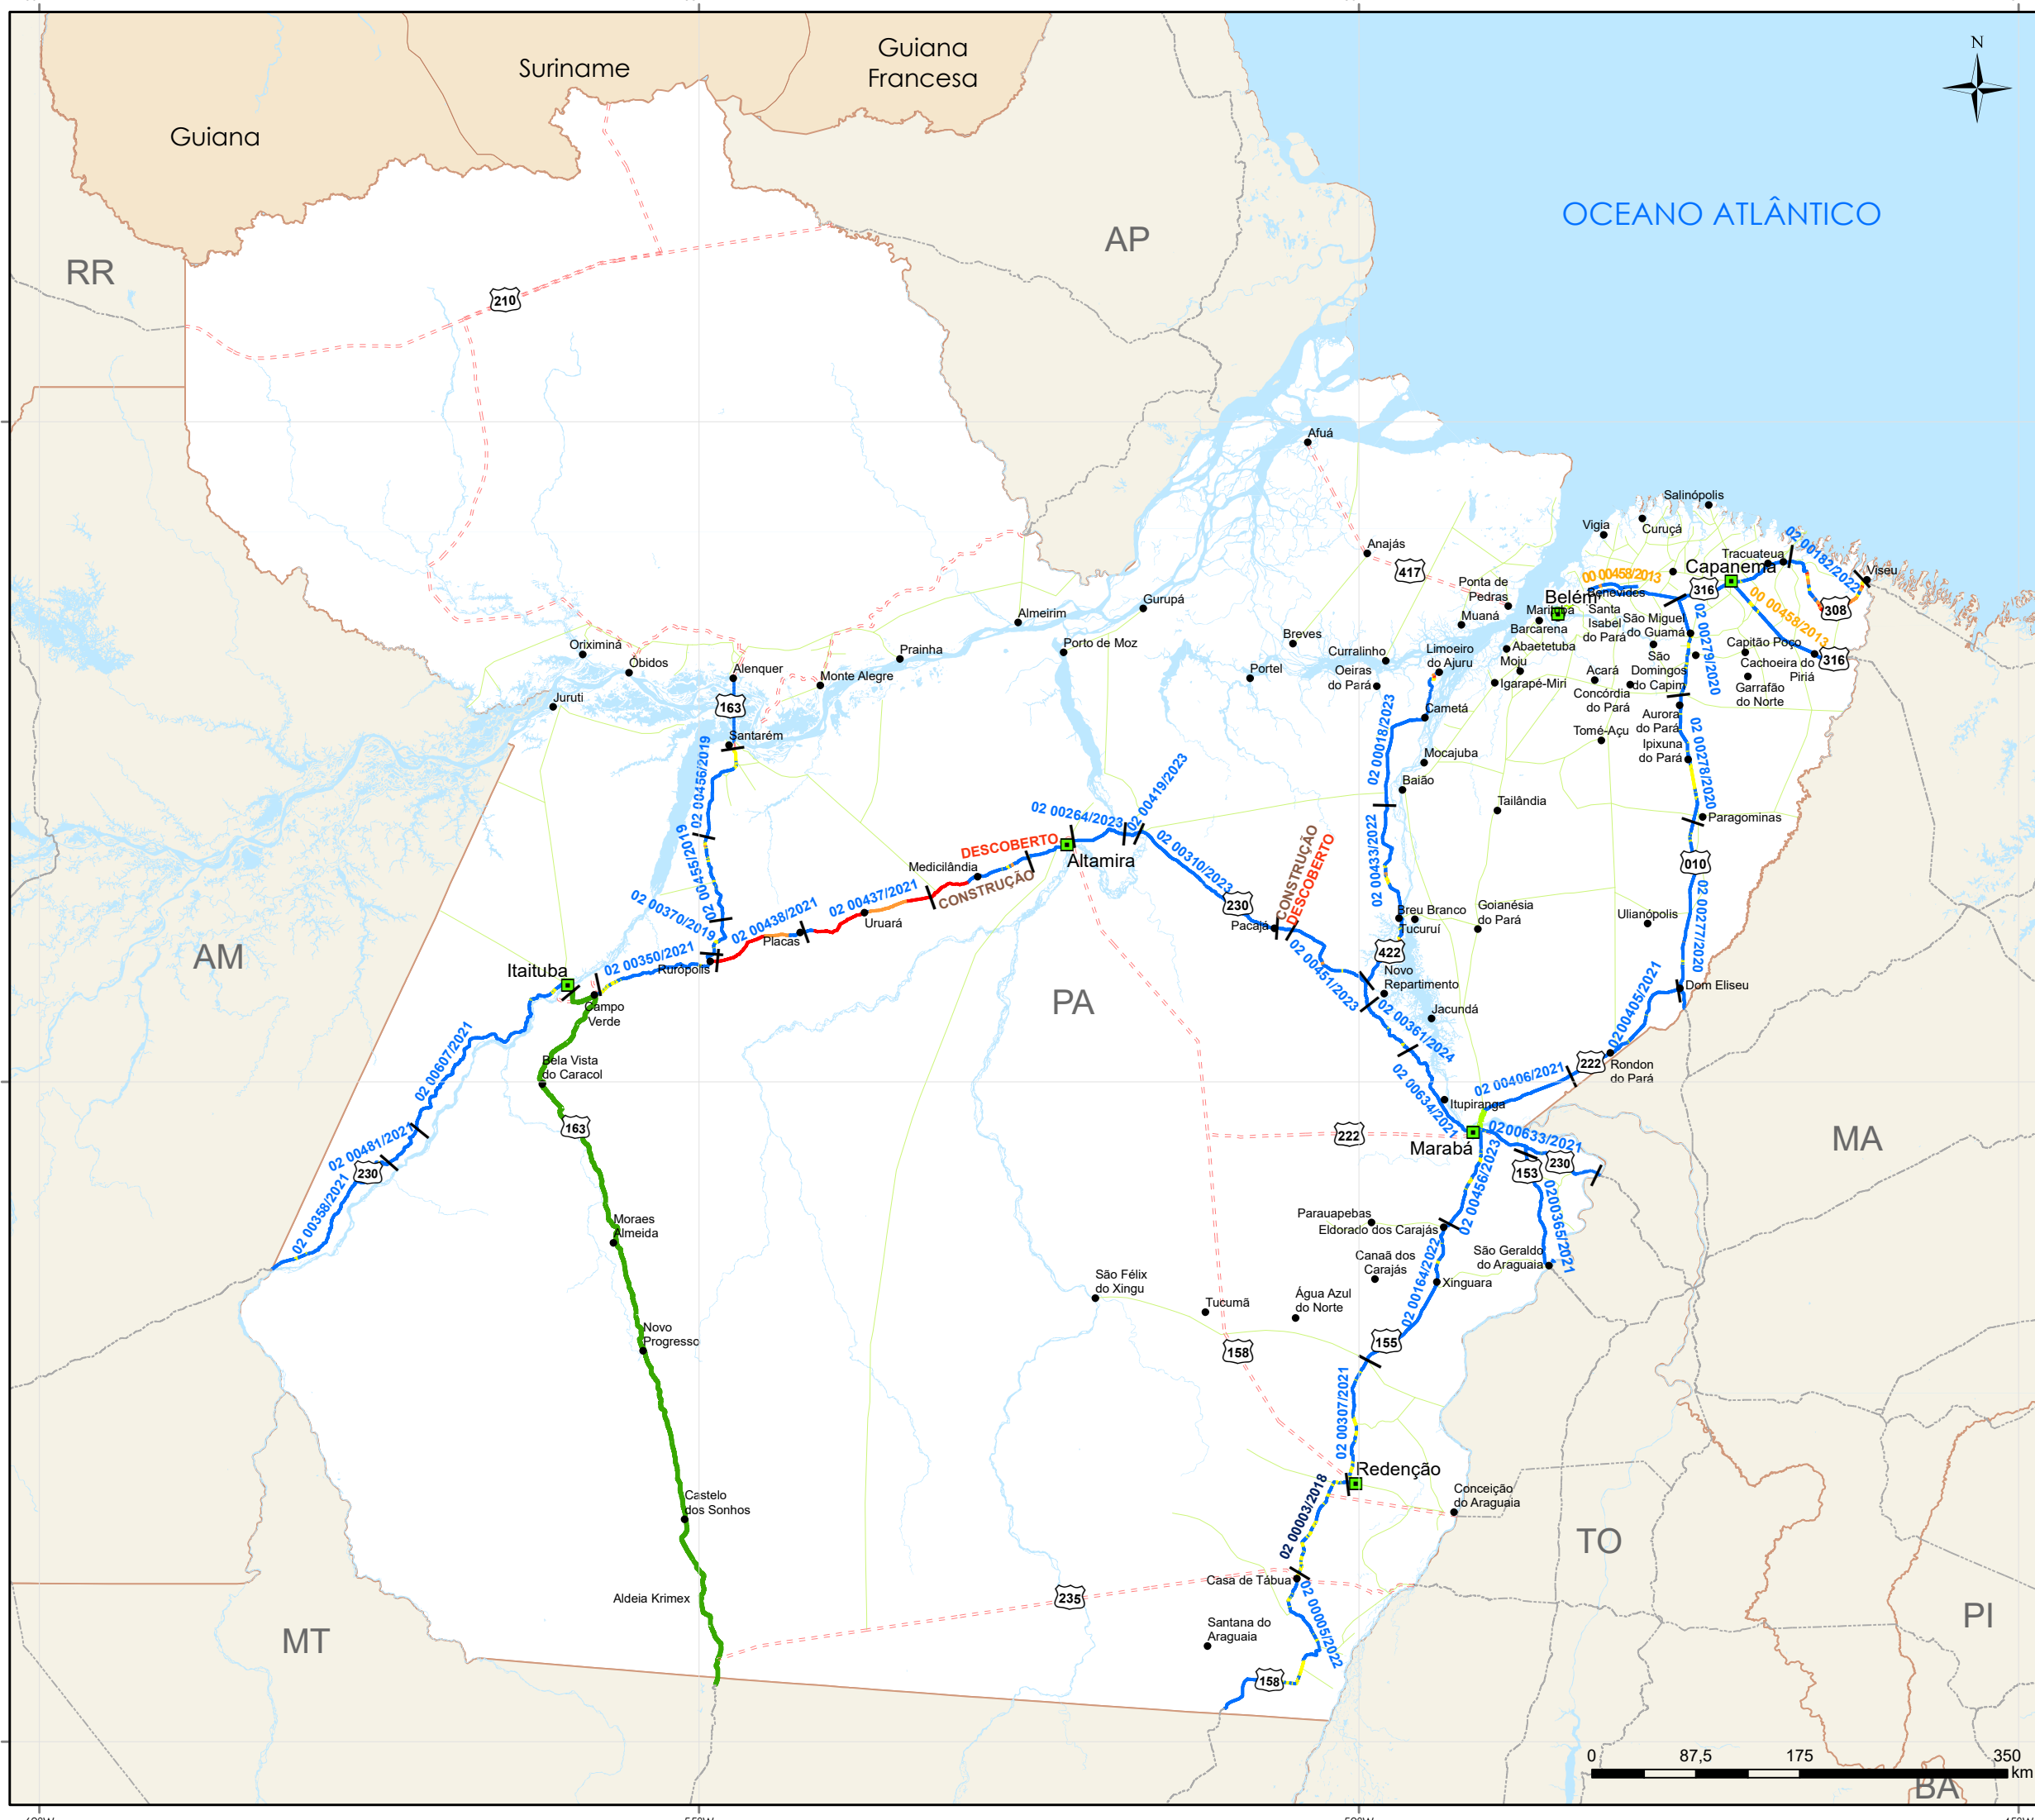 N
Suriname
Guiana
Francesa
Guiana
OCEANO ATLÂNTICO
AP
RR
210
Afuá
Salinópolis
Vigia
Curuçá
Anajás
417
Tracuateua
02 00182/2022
Viseu
Capanema
00 00458/2013
316
Benevides
308
Ponta de
Pedras
Belém
Marituba
Muaná
Barcarena
Santa
Isabel
do Pará
São Miguel
do Guamá
00 00458/2013
02 00279/2020
Capitão Poço
316
Cachoeira do
Piriá
Garrafão
do Norte
Almeirim
Gurupá
Porto de Moz
Breves
Curralinho
Portel
Oeiras
do Pará
Limoeiro
do Ajuru
Abaetetuba
Moju
Igarapé-Miri
Acará
Concórdia
do Pará
São
Domingos
do Capim
Oriximiná
Óbidos
Alenquer
Prainha
Monte Alegre
Juruti
163
Santarém
Cametá
Aurora
do Pará
Tomé-Açu
Ipixuna
do Pará
02 00278/2020
02 00018/2023
Mocajuba
Baião
Tailândia
Paragominas
02 00456/2019
02 00455/2019
02 00264/2023
02 00419/2023
DESCOBERTO
Altamira
02 00310/2023
CONSTRUÇÃO
DESCOBERTO
02 00433/2022
010
Medicilândia
CONSTRUÇÃO
02 00437/2021
Uruará
02 00438/2021
Placas
02 00370/2019
230
Pacajá
Breu Branco
Tucuruí
Goianésia
do Pará
Ulianópolis
02 00277/2020
422
02 00451/2023
Novo
Repartimento
Dom Eliseu
02 00350/2021
Rurópolis
Itaituba
Campo
Verde
AM
PA
Jacundá
02 00361/2024
0200405/2021
222
Rondon
do Pará
02 00406/2021
02 00634/2021
Itupiranga
Bela Vista
do Caracol
02 00607/2021
163
02 00481/2021
230
02 00358/2021
222
Marabá
0200633/2021
230
153
0200365/2021
02 00456/2023
MA
Moraes
Almeida
Parauapebas
Eldorado dos Carajás
Canaã dos
Carajás
São Geraldo
do Araguaia
Xinguara
02 00164/2022
São Félix
do Xingu
Tucumã
Água Azul
do Norte
Novo
Progresso
158
155
02 00307/2021
Redenção
02 00003/2018
Conceição
do Araguaia
Castelo
dos Sonhos
TO
Casa de Tábua
Aldeia Krimex
235
02 00005/2022
Santana do
Araguaia
MT
PI
158
0
87,5
175
350
km
BA